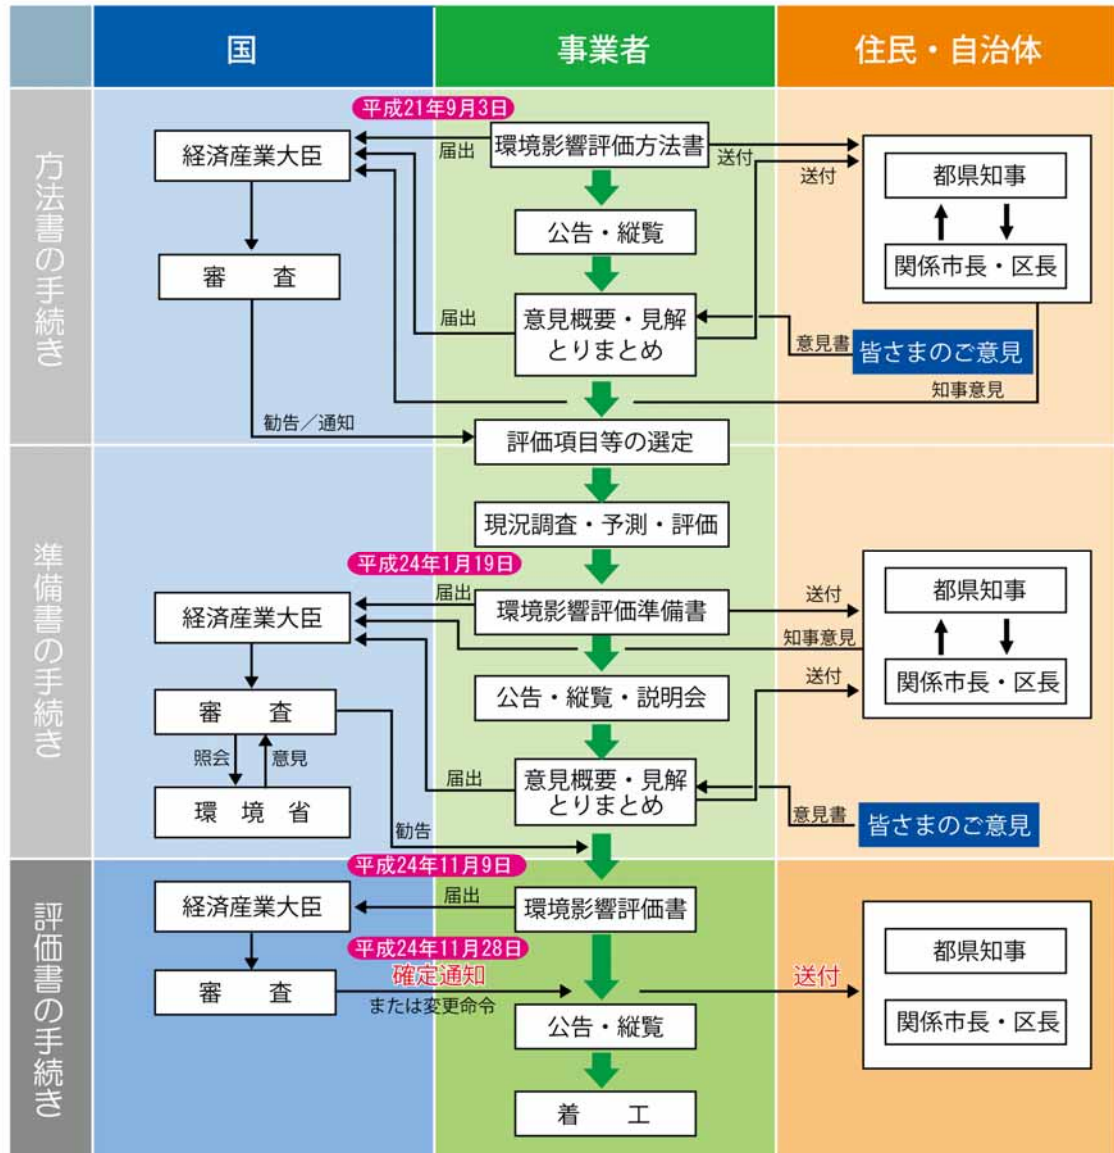 国
事業者
住民・自治体
方法書の手続き
平成21年9月3日
経済産業大臣
届出
環境影響評価方法書
送付
送付
都県知事
関係市長・区長
公告・縦覧
審　査
届出
意見概要・見解
とりまとめ
意見書
皆さまのご意見
知事意見
勧告／通知
評価項目等の選定
準備書の手続き
現況調査・予測・評価
平成24年1月19日
経済産業大臣
届出
環境影響評価準備書
送付
知事意見
送付
都県知事
関係市長・区長
公告・縦覧・説明会
審　査
照会
意見
環　境　省
届出
意見概要・見解
とりまとめ
意見書
皆さまのご意見
勧告
評価書の手続き
平成24年11月9日
経済産業大臣
届出
環境影響評価書
平成24年11月28日
審　査
確定通知
または変更命令
送付
都県知事
関係市長・区長
公告・縦覧
着　工